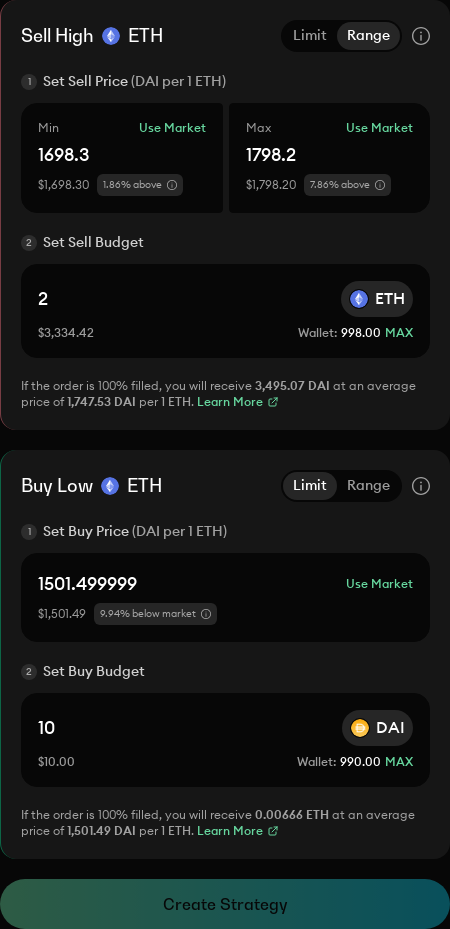 Sell High ETH Limit Range
1 Set Sell Price (DAI per 1 ETH)
Min Use Market Max Use Market
1698.3 1798.2
$1,698.30 1.86% above $1,798.20 7.86% above
2 Set Sell Budget
2 ETH
$3,334.42 Wallet: 998.00 MAX
If the order is 100% filled, you will receive 3,495.07 DAI at an average
price of 1,747.53 DAI per 1 ETH. Learn More
Buy Low ETH Limit Range
1 Set Buy Price (DAI per 1 ETH)
1501.499999 Use Market
$1,501.49 9.94% below market
2 Set Buy Budget
10 DAI
$10.00 Wallet: 990.00 MAX
If the order is 100% filled, you will receive 0.00666 ETH at an average
price of 1,501.49 DAI per 1 ETH. Learn More
Create Strategy